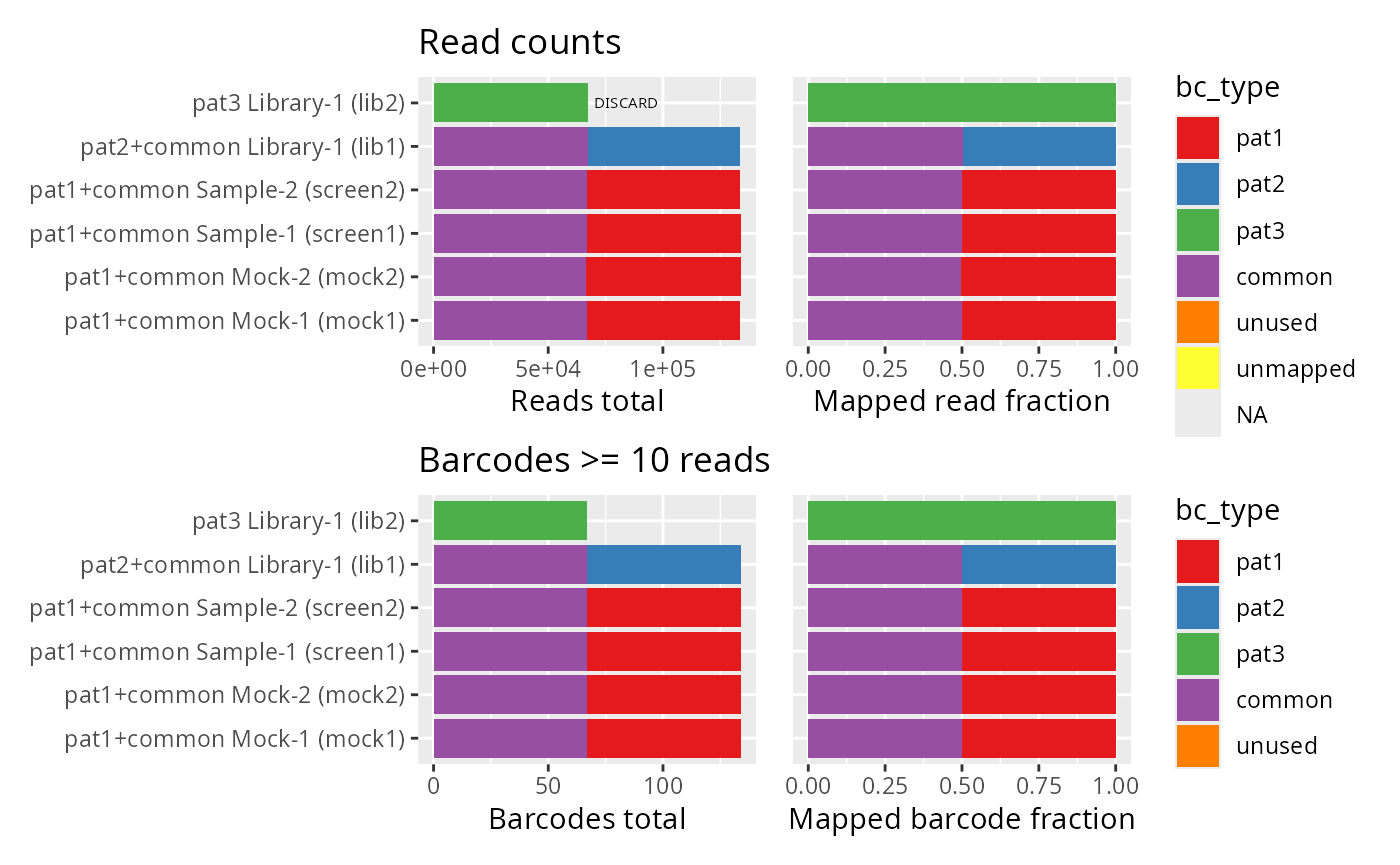 Read counts
pat3 Library-1 (lib2)
DISCARD
pat2+common Library-1 (lib1)
pat1+common Sample-2 (screen2)
pat1+common Sample-1 (screen1)
pat1+common Mock-2 (mock2)
pat1+common Mock-1 (mock1)
0e+00 5e+04 1e+05
Reads total
0.00 0.25 0.50 0.75 1.00
Mapped read fraction
bc_type
pat1
pat2
pat3
common
unused
unmapped
NA
Barcodes >= 10 reads
pat3 Library-1 (lib2)
pat2+common Library-1 (lib1)
pat1+common Sample-2 (screen2)
pat1+common Sample-1 (screen1)
pat1+common Mock-2 (mock2)
pat1+common Mock-1 (mock1)
0 50 100
Barcodes total
0.00 0.25 0.50 0.75 1.00
Mapped barcode fraction
bc_type
pat1
pat2
pat3
common
unused